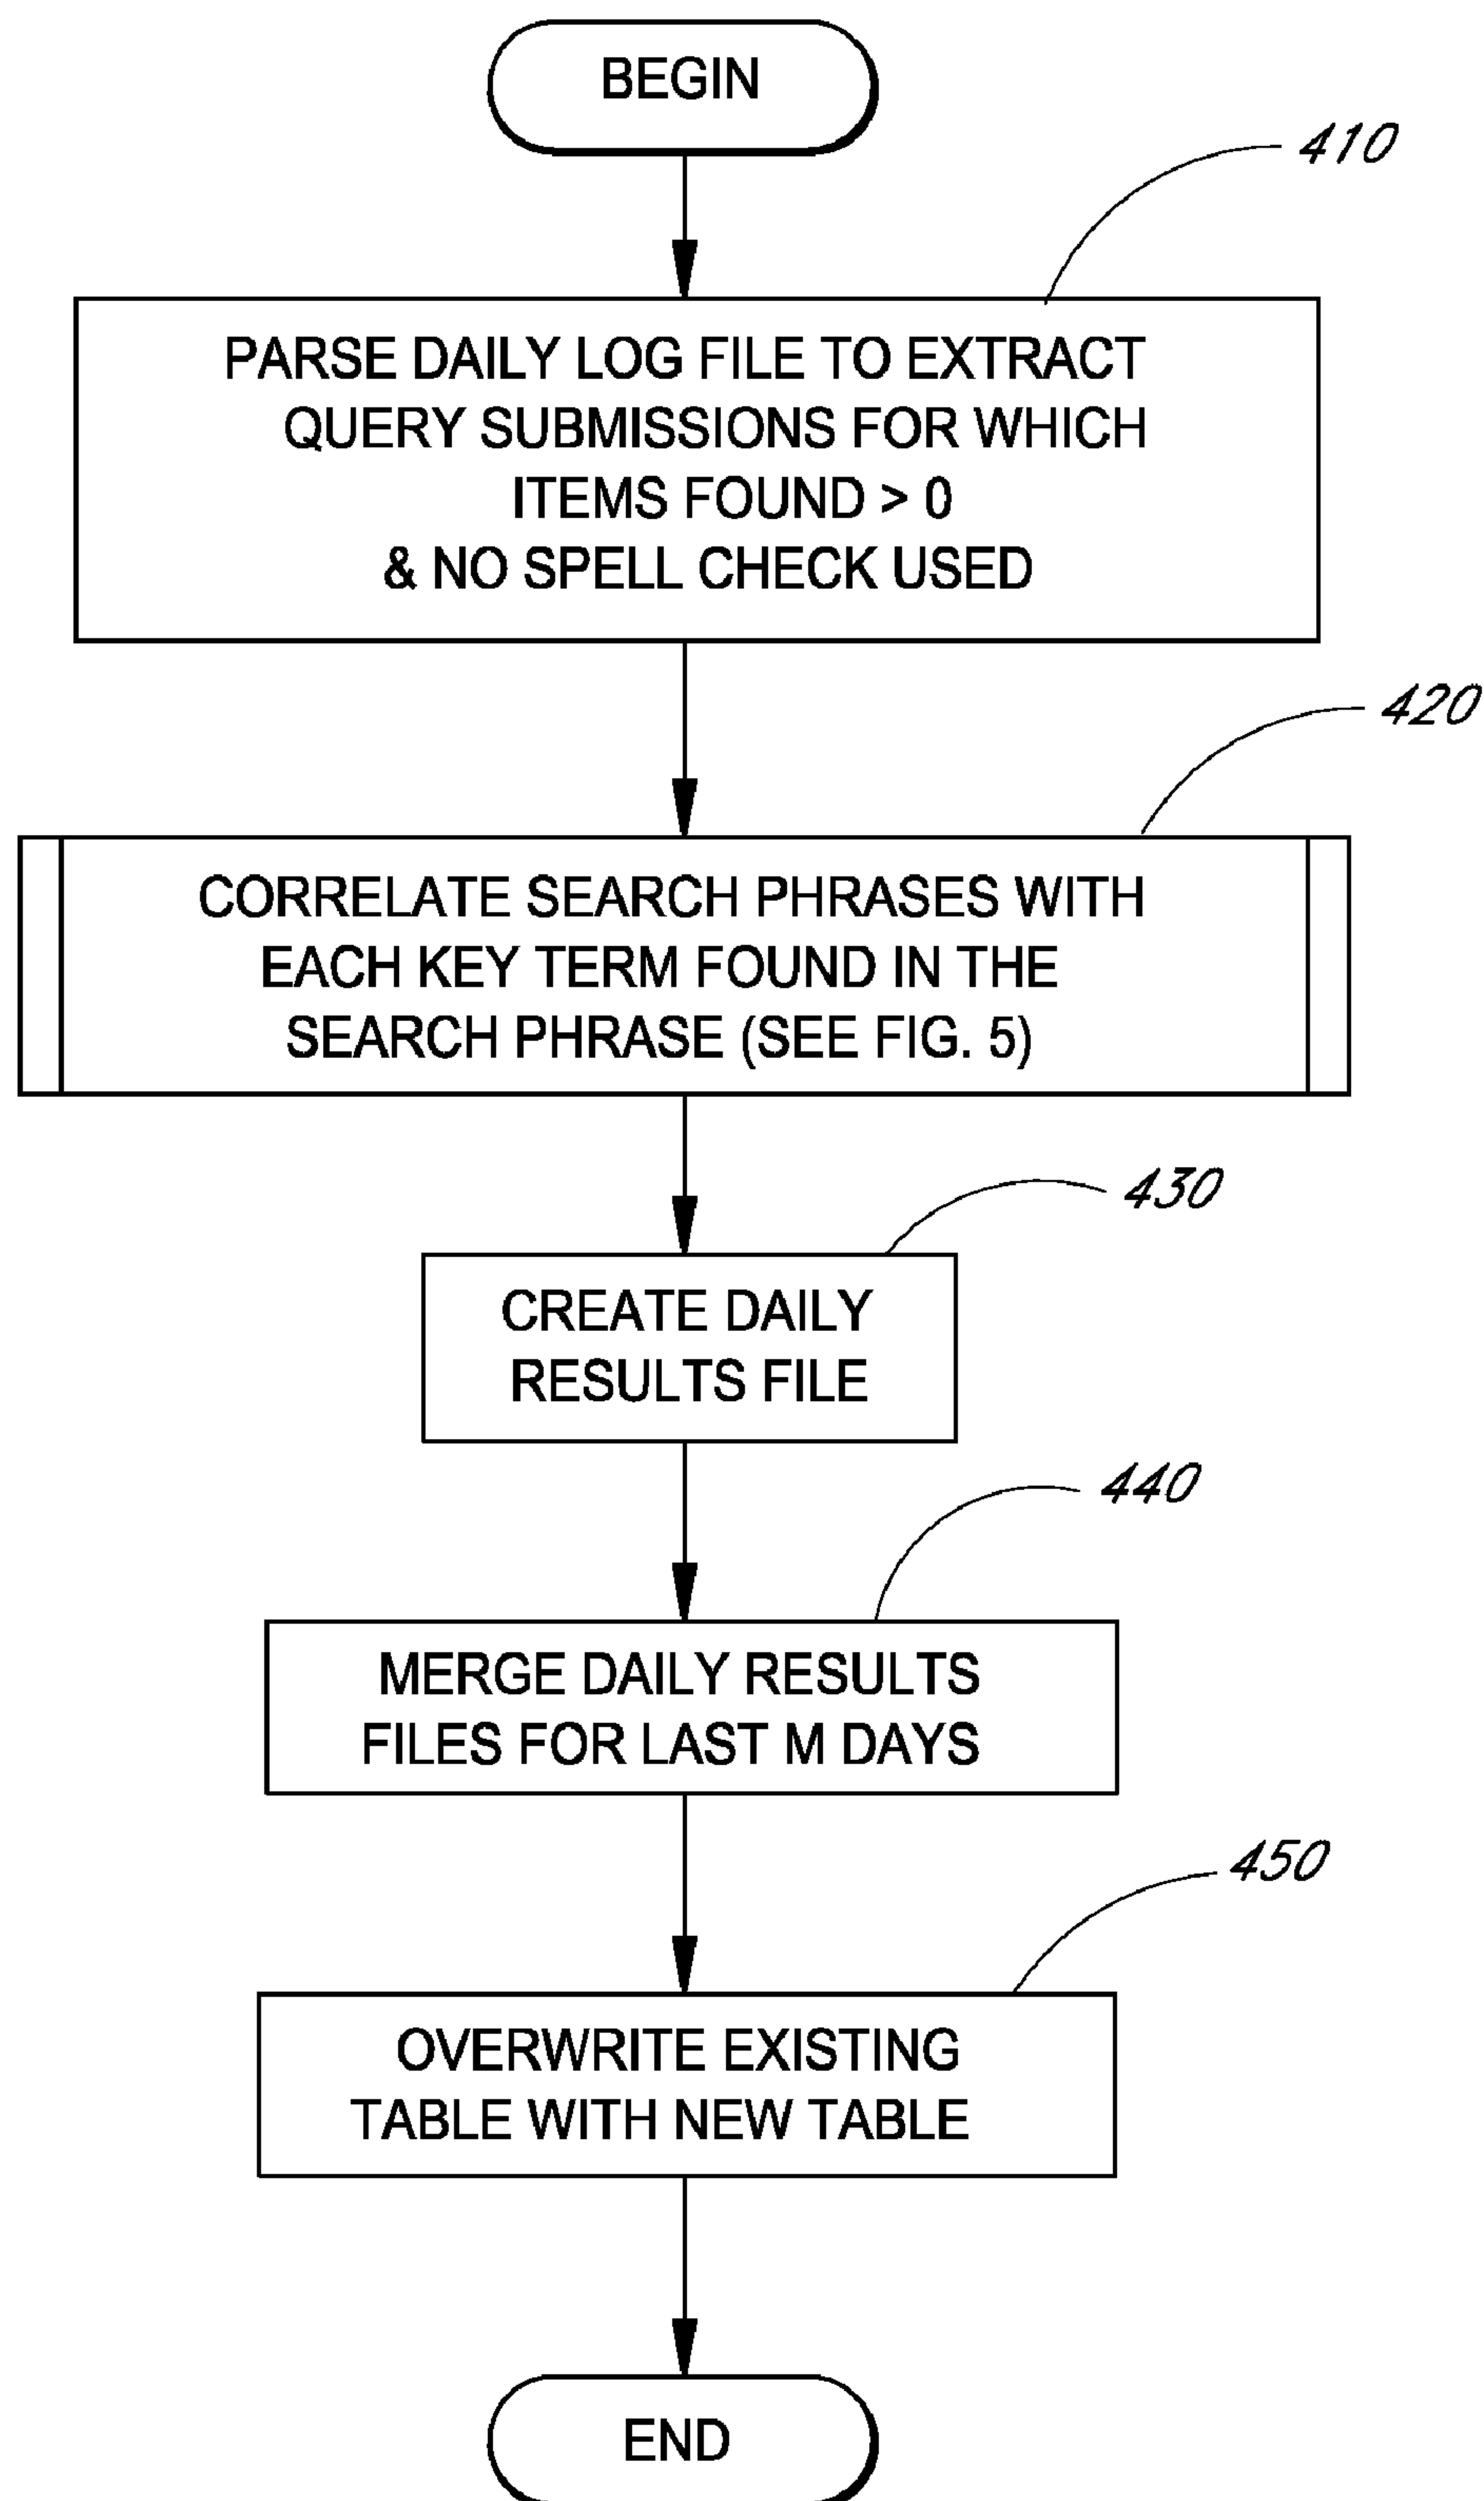 BEGIN
410
PARSE DAILY LOG FILE TO EXTRACT
QUERY SUBMISSIONS FOR WHICH
ITEMS FOUND > 0
& NO SPELL CHECK USED
420
CORRELATE SEARCH PHRASES WITH
EACH KEY TERM FOUND IN THE
SEARCH PHRASE (SEE FIG. 5)
430
CREATE DAILY
RESULTS FILE
440
MERGE DAILY RESULTS
FILES FOR LAST M DAYS
450
OVERWRITE EXISTING
TABLE WITH NEW TABLE
END